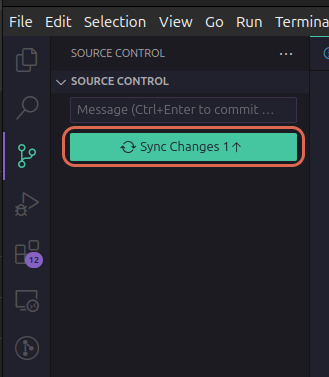 File Edit Selection View Go Run Termina
SOURCE CONTROL ...
SOURCE CONTROL
Message (Ctrl+Enter to commit ...
Sync Changes 1↑
12